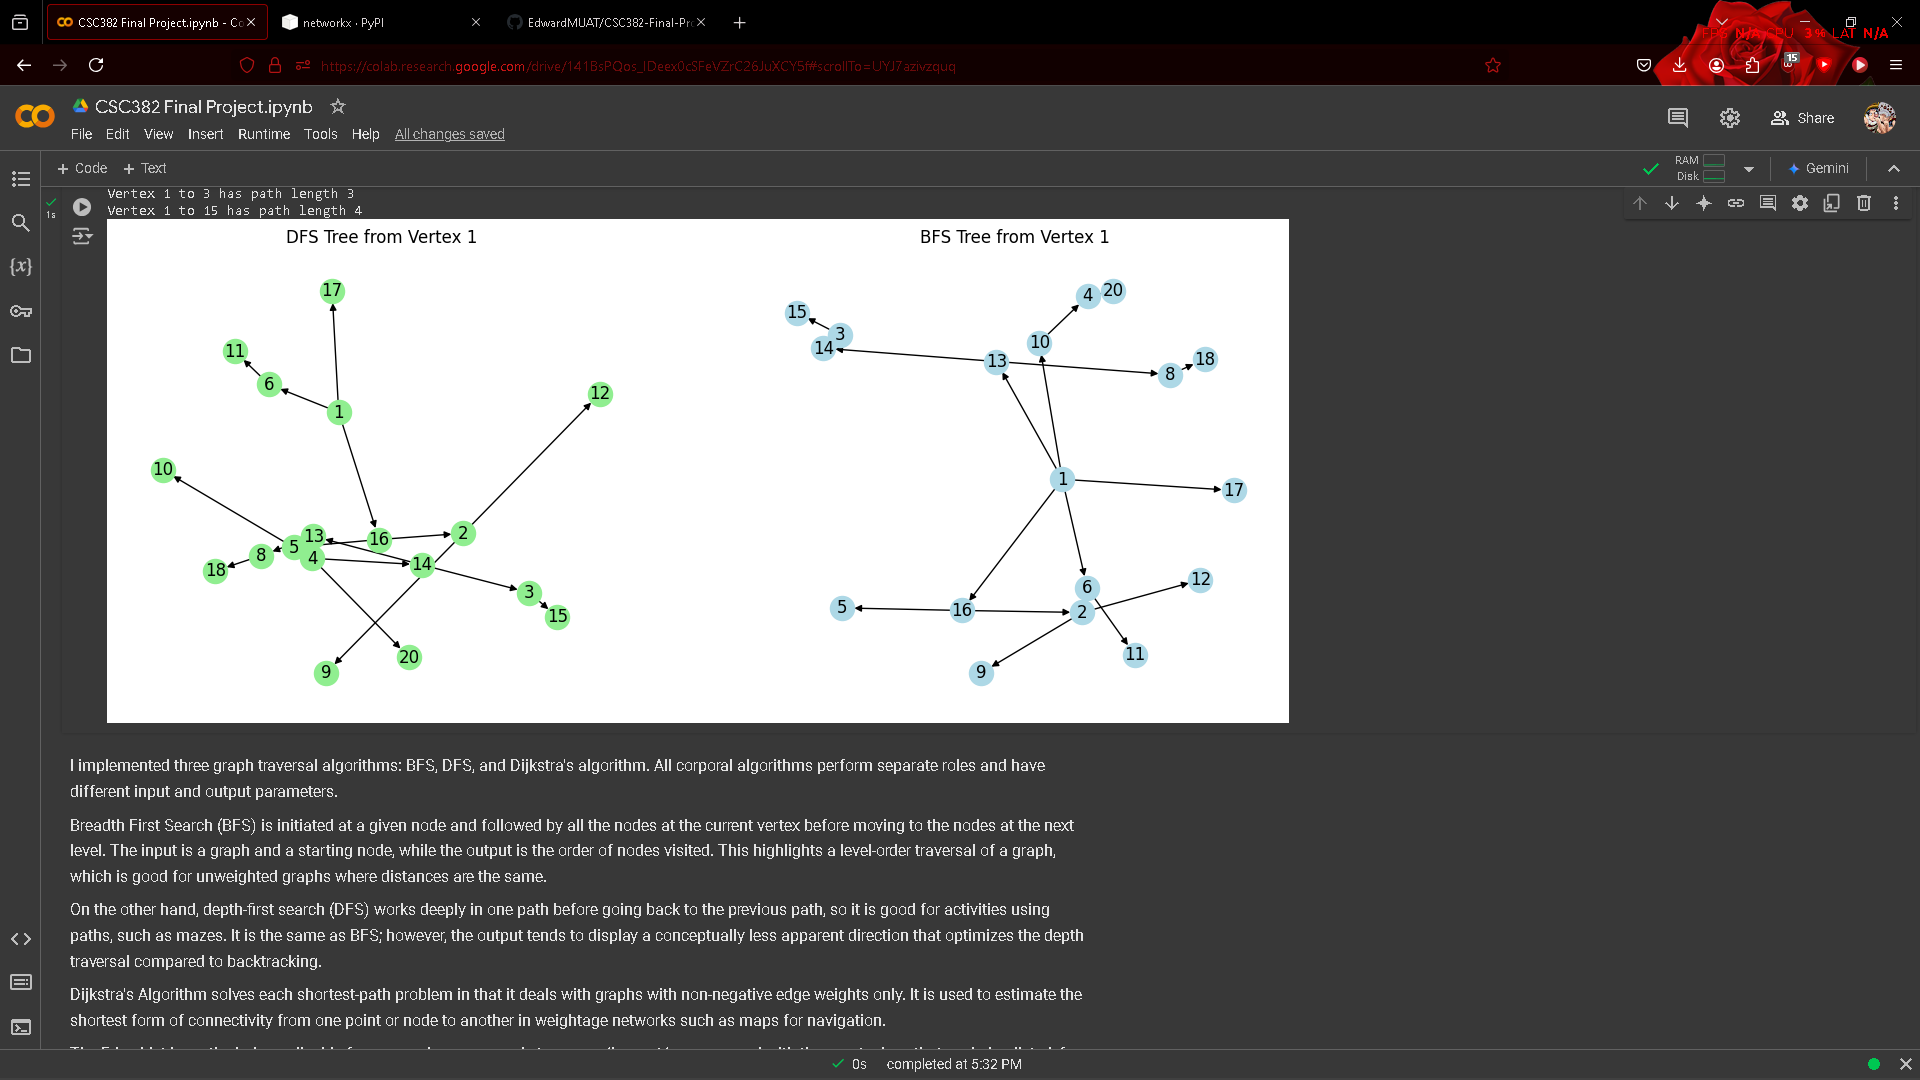 CSC382 Final Project.ipynb - Co
networkx · PyPI
EdwardMUAT/CSC382-Final-Pr
FPS N/A CPU 3% LAT N/A
15
CSC382 Final Project.ipynb
File Edit View Insert Runtime Tools Help All changes saved
Share
+ Code + Text
RAM
Disk
Gemini
1s
Vertex 1 to 3 has path length 3
Vertex 1 to 15 has path length 4
DFS Tree from Vertex 1
BFS Tree from Vertex 1
17
11
6
1
12
10
13
16
2
5
8
4
14
18
3
15
20
9
4
20
15
3
14
10
13
18
8
1
17
6
12
5
16
2
11
9
I implemented three graph traversal algorithms: BFS, DFS, and Dijkstra's algorithm. All corporal algorithms perform separate roles and have
different input and output parameters.
Breadth First Search (BFS) is initiated at a given node and followed by all the nodes at the current vertex before moving to the nodes at the next
level. The input is a graph and a starting node, while the output is the order of nodes visited. This highlights a level-order traversal of a graph,
which is good for unweighted graphs where distances are the same.
On the other hand, depth-first search (DFS) works deeply in one path before going back to the previous path, so it is good for activities using
paths, such as mazes. It is the same as BFS; however, the output tends to display a conceptually less apparent direction that optimizes the depth
traversal compared to backtracking.
Dijkstra's Algorithm solves each shortest-path problem in that it deals with graphs with non-negative edge weights only. It is used to estimate the
shortest form of connectivity from one point or node to another in weightage networks such as maps for navigation.
0s completed at 5:32 PM